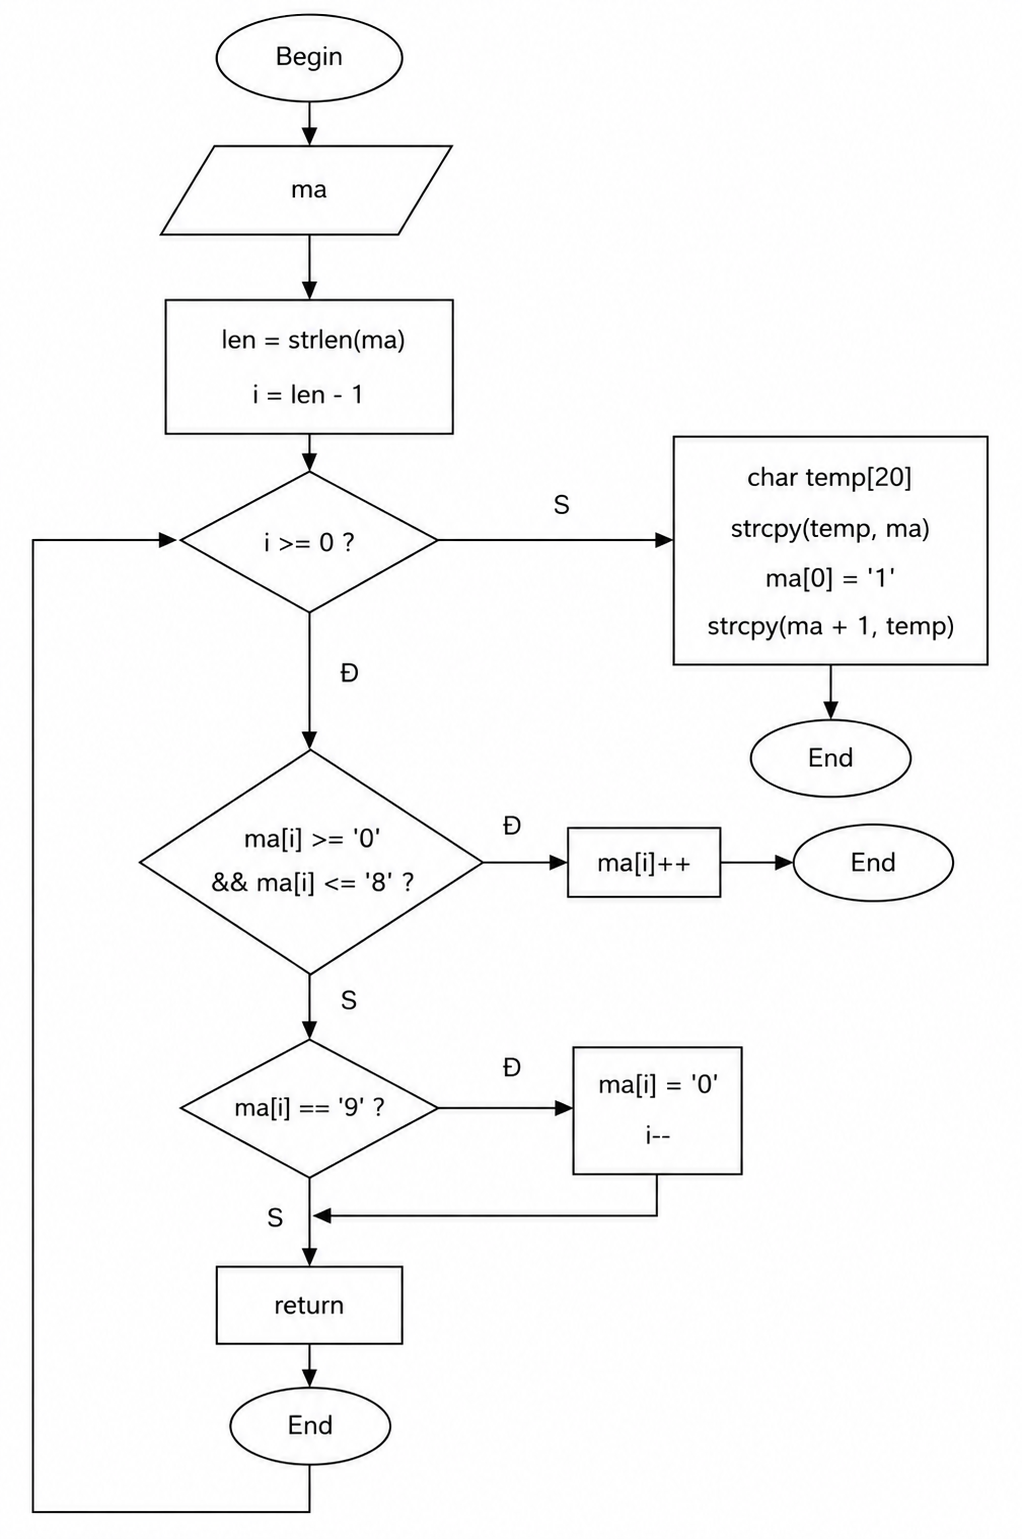 Begin
ma
len = strlen(ma)
i = len - 1
i >= 0 ?
S
char temp[20]
strcpy(temp, ma)
ma[0] = '1'
strcpy(ma + 1, temp)
End
Đ
ma[i] >= '0'
&& ma[i] <= '8' ?
Đ
ma[i]++
End
S
ma[i] == '9' ?
Đ
ma[i] = '0'
i--
S
return
End